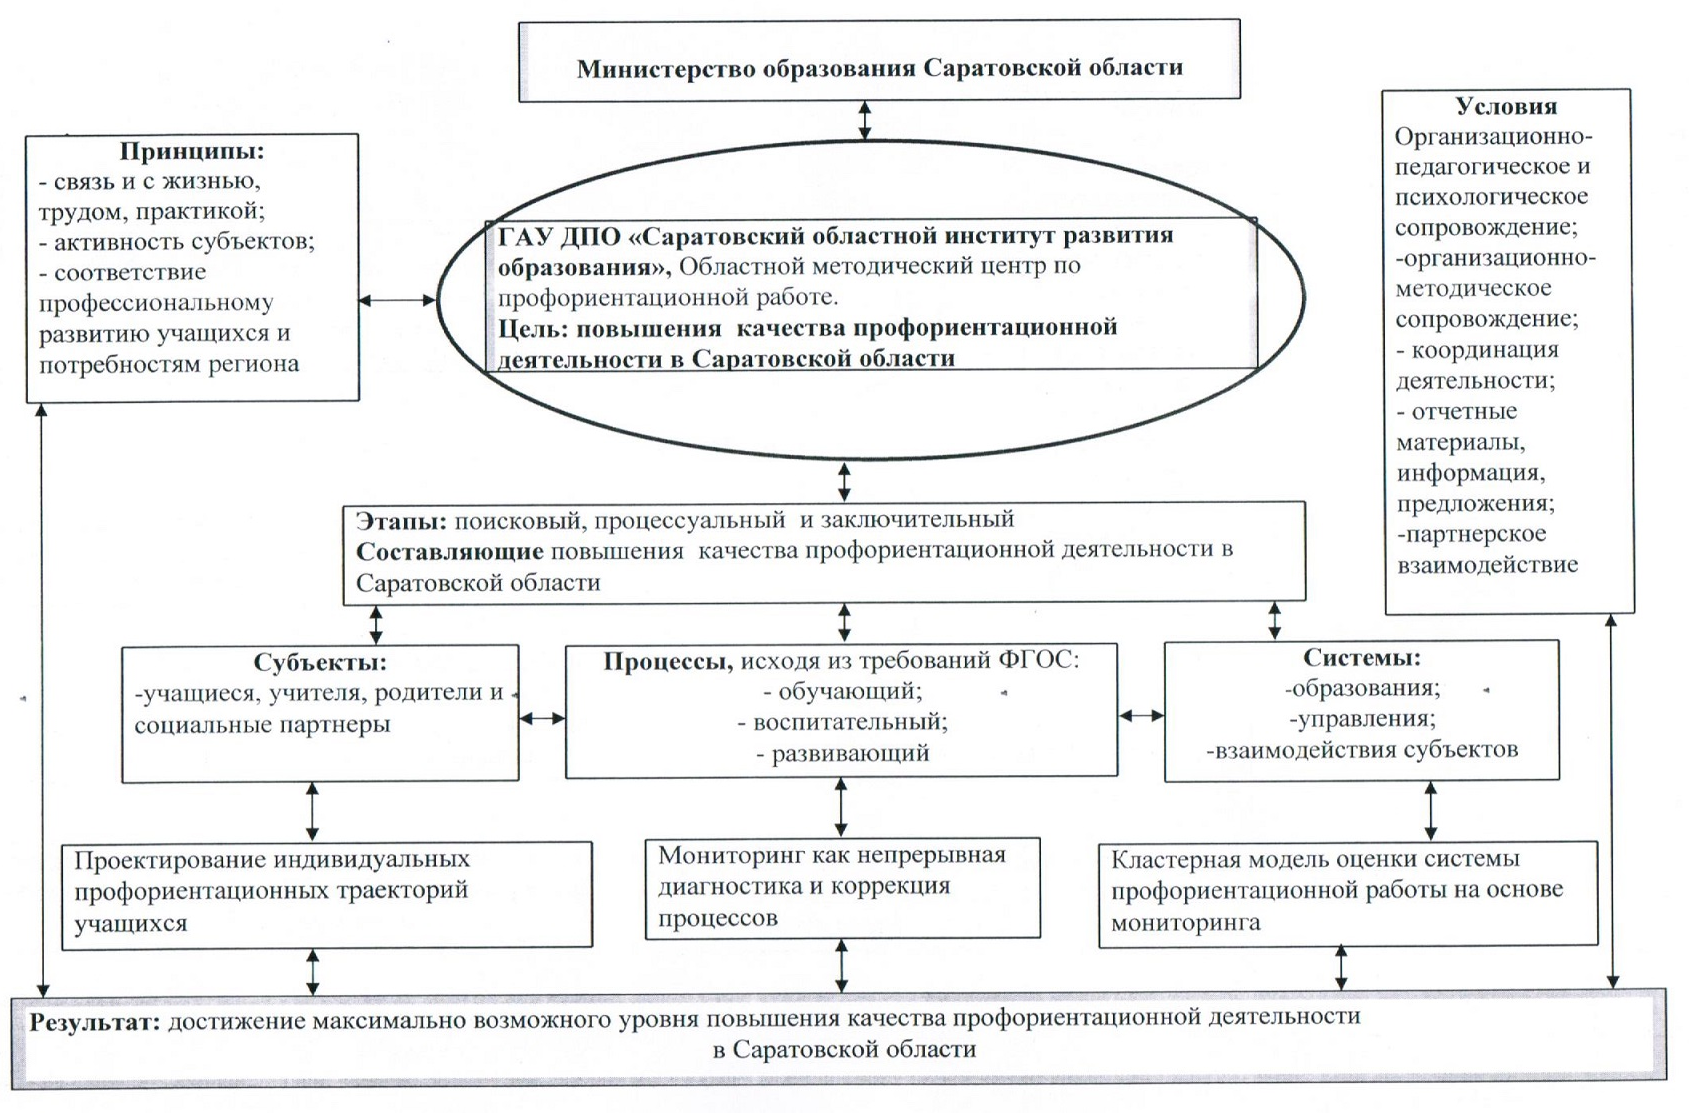 Министерство образования Саратовской области
Принципы:
- связь и с жизнью,
трудом, практикой;
- активность субъектов;
- соответствие
профессиональному
развитию учащихся и
потребностям региона
ГАУ ДПО «Саратовский областной институт развития
образования», Областной методический центр по
профориентационной работе.
Цель: повышения качества профориентационной
деятельности в Саратовской области
Условия
Организационно-
педагогическое и
психологическое
сопровождение;
-организационно-
методическое
сопровождение;
- координация
деятельности;
- отчетные
материалы,
информация,
предложения;
-партнерское
взаимодействие
Этапы: поисковый, процессуальный и заключительный
Составляющие повышения качества профориентационной деятельности в
Саратовской области
Субъекты:
-учащиеся, учителя, родители и
социальные партнеры
Процессы, исходя из требований ФГОС:
- обучающий;
- воспитательный;
- развивающий
Системы:
-образования;
-управления;
-взаимодействия субъектов
Проектирование индивидуальных
профориентационных траекторий
учащихся
Мониторинг как непрерывная
диагностика и коррекция
процессов
Кластерная модель оценки системы
профориентационной работы на основе
мониторинга
Результат: достижение максимально возможного уровня повышения качества профориентационной деятельности
в Саратовской области